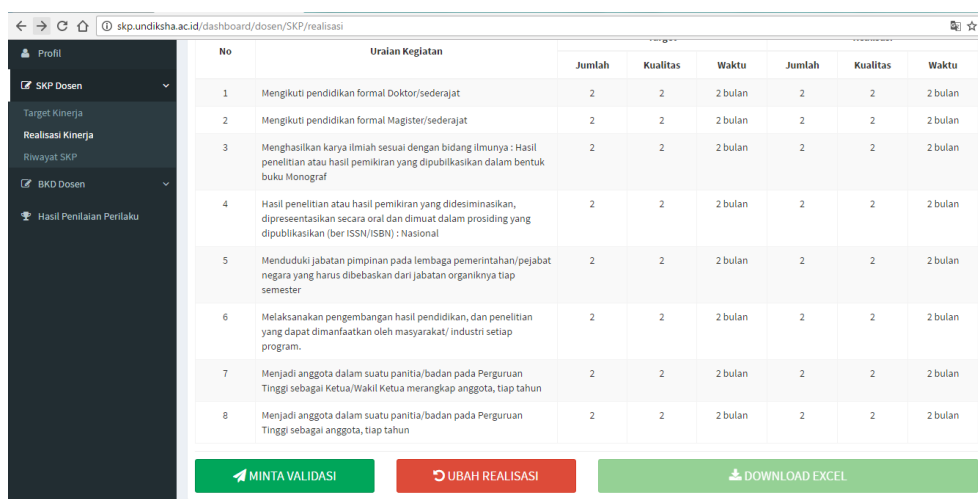 skp.undiksha.ac.id/dashboard/dosen/SKP/realisasi
Profil
SKP Dosen
Target Kinerja
Realisasi Kinerja
Riwayat SKP
BKD Dosen
Hasil Penilaian Perilaku
No Uraian Kegiatan
Jumlah Kualitas Waktu Jumlah Kualitas Waktu
1 Mengikuti pendidikan formal Doktor/sederajat 2 2 2 bulan 2 2 2 bulan
2 Mengikuti pendidikan formal Magister/sederajat 2 2 2 bulan 2 2 2 bulan
3 Menghasilkan karya ilmiah sesuai dengan bidang ilmunya : Hasil 2 2 2 bulan 2 2 2 bulan
penelitian atau hasil pemikiran yang dipubilkasikan dalam bentuk
buku Monograf
4 Hasil penelitian atau hasil pemikiran yang didesiminasikan, 2 2 2 bulan 2 2 2 bulan
dipreseentasikan secara oral dan dimuat dalam prosiding yang
dipublikasikan (ber ISSN/ISBN) : Nasional
5 Menduduki jabatan pimpinan pada lembaga pemerintahan/pejabat 2 2 2 bulan 2 2 2 bulan
negara yang harus dibebaskan dari jabatan organiknya tiap
semester
6 Melaksanakan pengembangan hasil pendidikan, dan penelitian 2 2 2 bulan 2 2 2 bulan
yang dapat dimanfaatkan oleh masyarakat/ industri setiap
program.
7 Menjadi anggota dalam suatu panitia/badan pada Perguruan 2 2 2 bulan 2 2 2 bulan
Tinggi sebagai Ketua/Wakil Ketua merangkap anggota, tiap tahun
8 Menjadi anggota dalam suatu panitia/badan pada Perguruan 2 2 2 bulan 2 2 2 bulan
Tinggi sebagai anggota, tiap tahun
MINTA VALIDASI UBAH REALISASI DOWNLOAD EXCEL